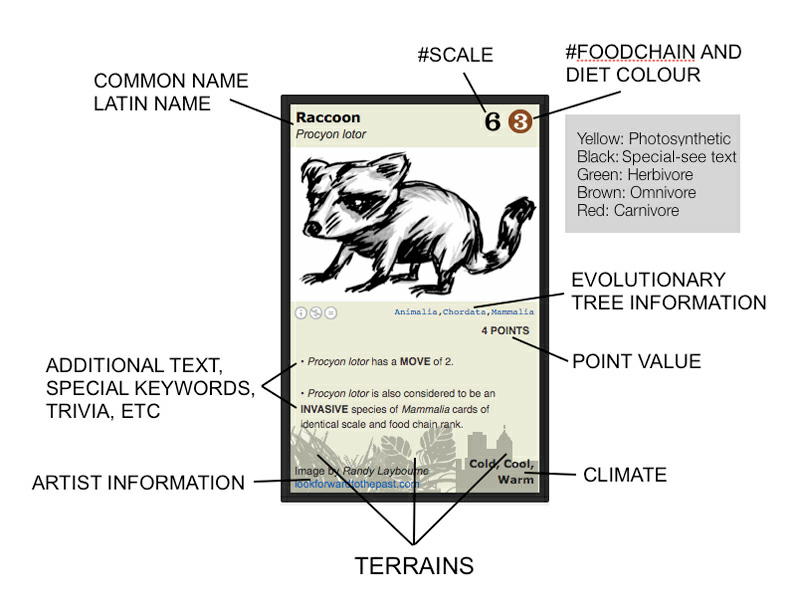 #SCALE
#FOODCHAIN AND
DIET COLOUR
COMMON NAME
LATIN NAME
Raccoon
Procyon lotor
6 3
Yellow: Photosynthetic
Black: Special-see text
Green: Herbivore
Brown: Omnivore
Red: Carnivore
EVOLUTIONARY
TREE INFORMATION
Animalia,Chordata,Mammalia
4 POINTS
POINT VALUE
ADDITIONAL TEXT,
SPECIAL KEYWORDS,
TRIVIA, ETC
• Procyon lotor has a MOVE of 2.
• Procyon lotor is also considered to be an
INVASIVE species of Mammalia cards of
identical scale and food chain rank.
ARTIST INFORMATION
Image by Randy Laybourne
lookforwardtothepast.com
Cold, Cool,
Warm
CLIMATE
TERRAINS